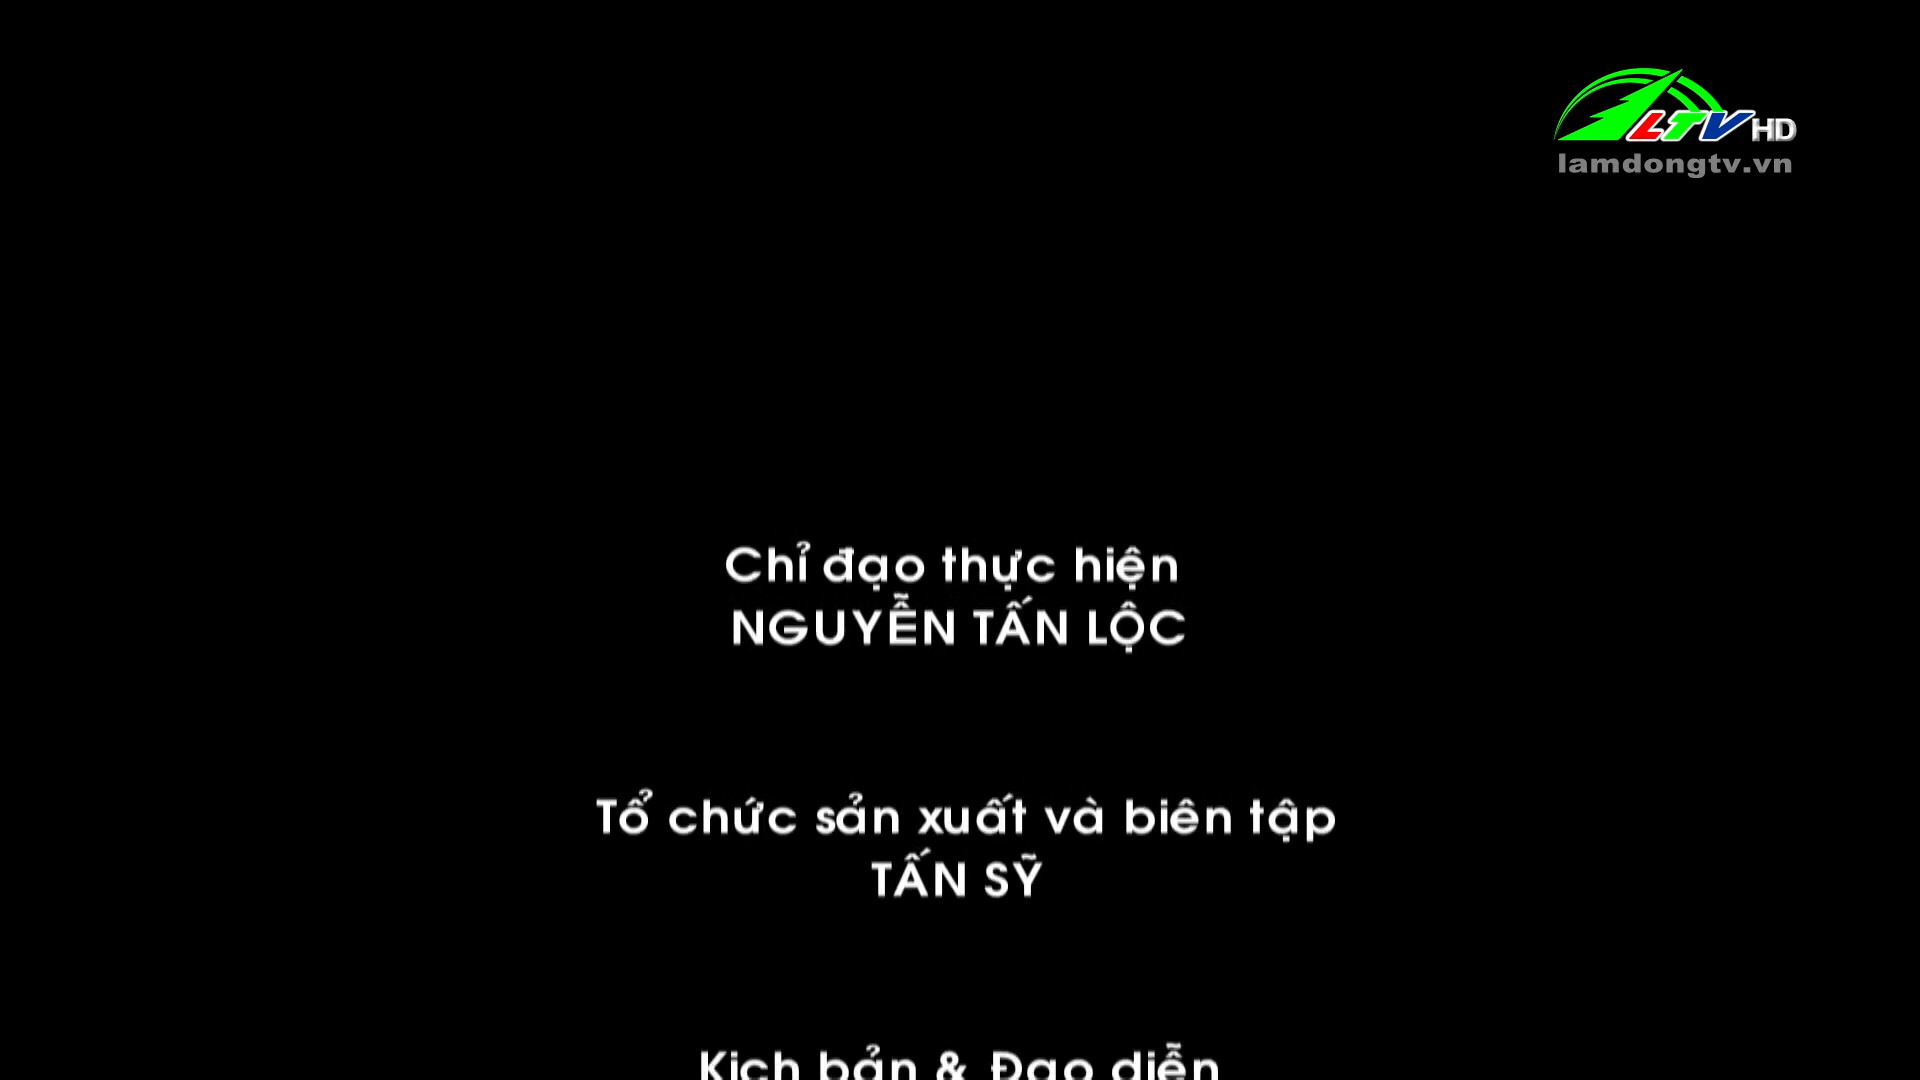 LTV HD
lamdongtv.vn
Chỉ đạo thực hiện
NGUYỄN TẤN LỘC
Tổ chức sản xuất và biên tập
TẤN SỸ
Kịch bản & Đạo diễn